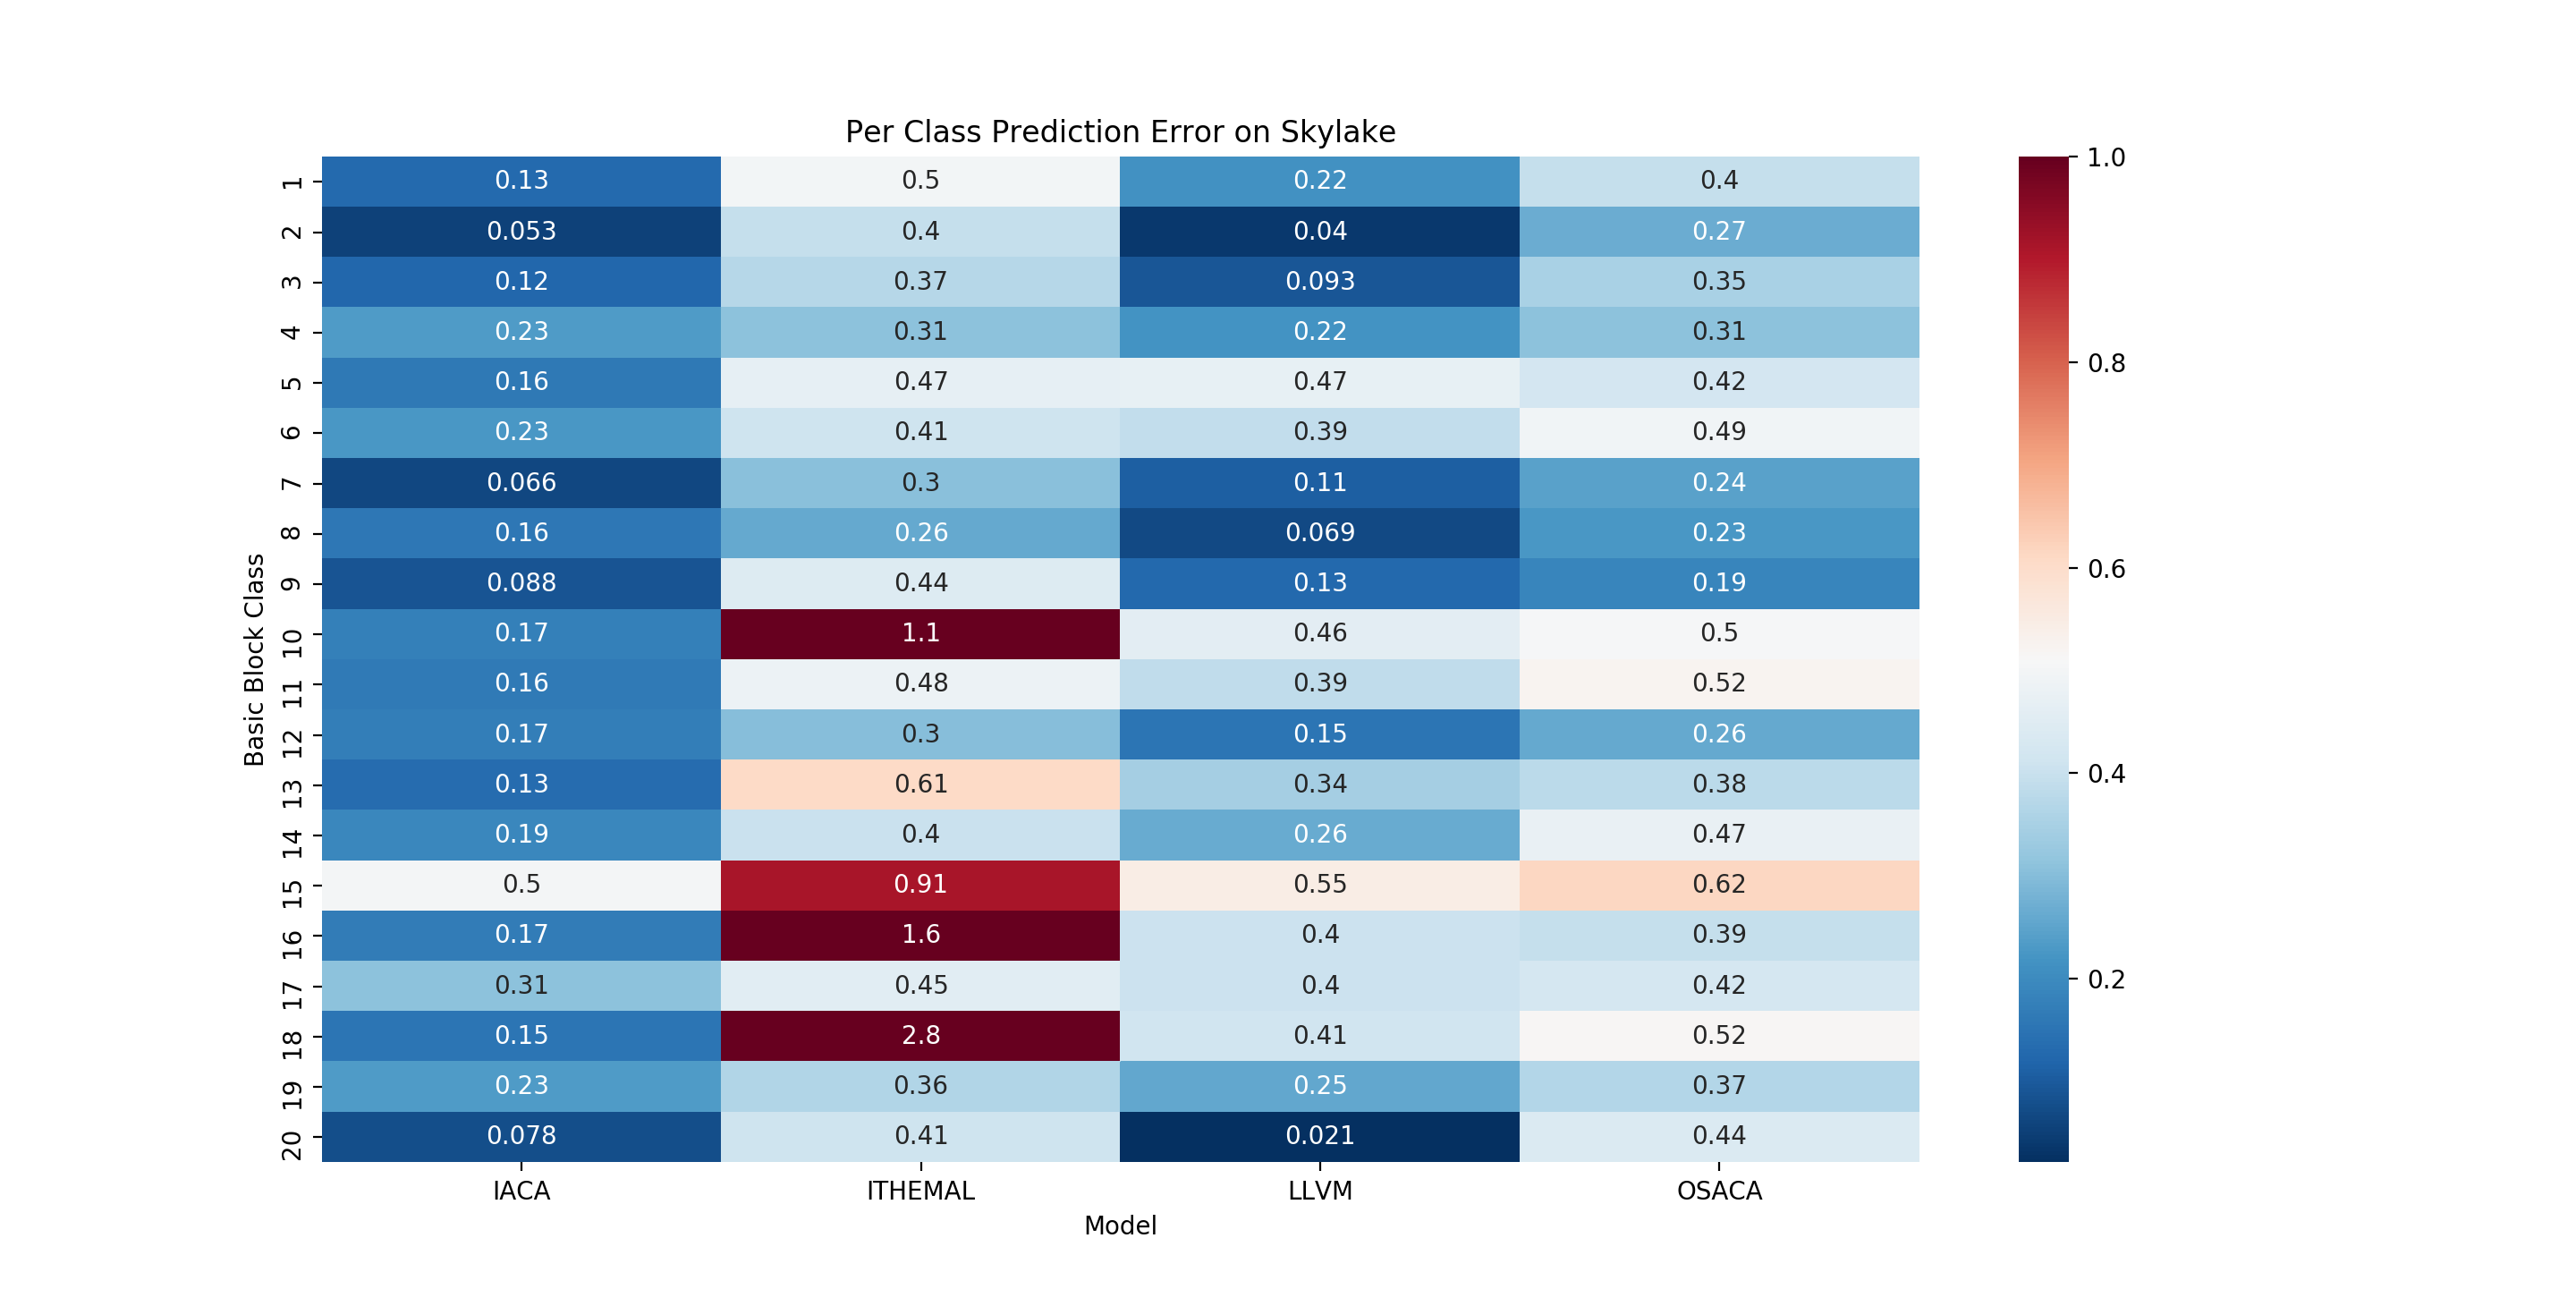 Per Class Prediction Error on Skylake
1 0.13 0.5 0.22 0.4
2 0.053 0.4 0.04 0.27
3 0.12 0.37 0.093 0.35
4 0.23 0.31 0.22 0.31
5 0.16 0.47 0.47 0.42
6 0.23 0.41 0.39 0.49
7 0.066 0.3 0.11 0.24
8 0.16 0.26 0.069 0.23
9 0.088 0.44 0.13 0.19
10 0.17 1.1 0.46 0.5
11 0.16 0.48 0.39 0.52
12 0.17 0.3 0.15 0.26
13 0.13 0.61 0.34 0.38
14 0.19 0.4 0.26 0.47
15 0.5 0.91 0.55 0.62
16 0.17 1.6 0.4 0.39
17 0.31 0.45 0.4 0.42
18 0.15 2.8 0.41 0.52
19 0.23 0.36 0.25 0.37
20 0.078 0.41 0.021 0.44
IACA ITHEMAL LLVM OSACA
Model
Basic Block Class
1.0
0.8
0.6
0.4
0.2